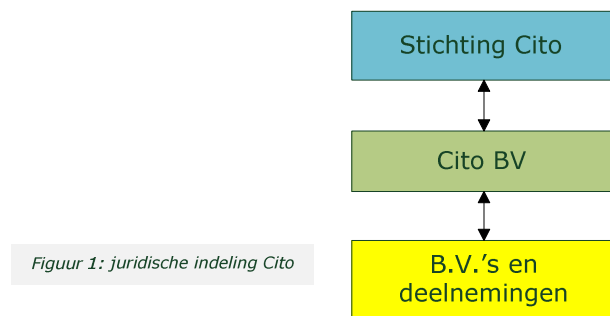 Stichting Cito
Cito BV
Figuur 1: juridische indeling Cito
B.V.'s en
deelnemingen